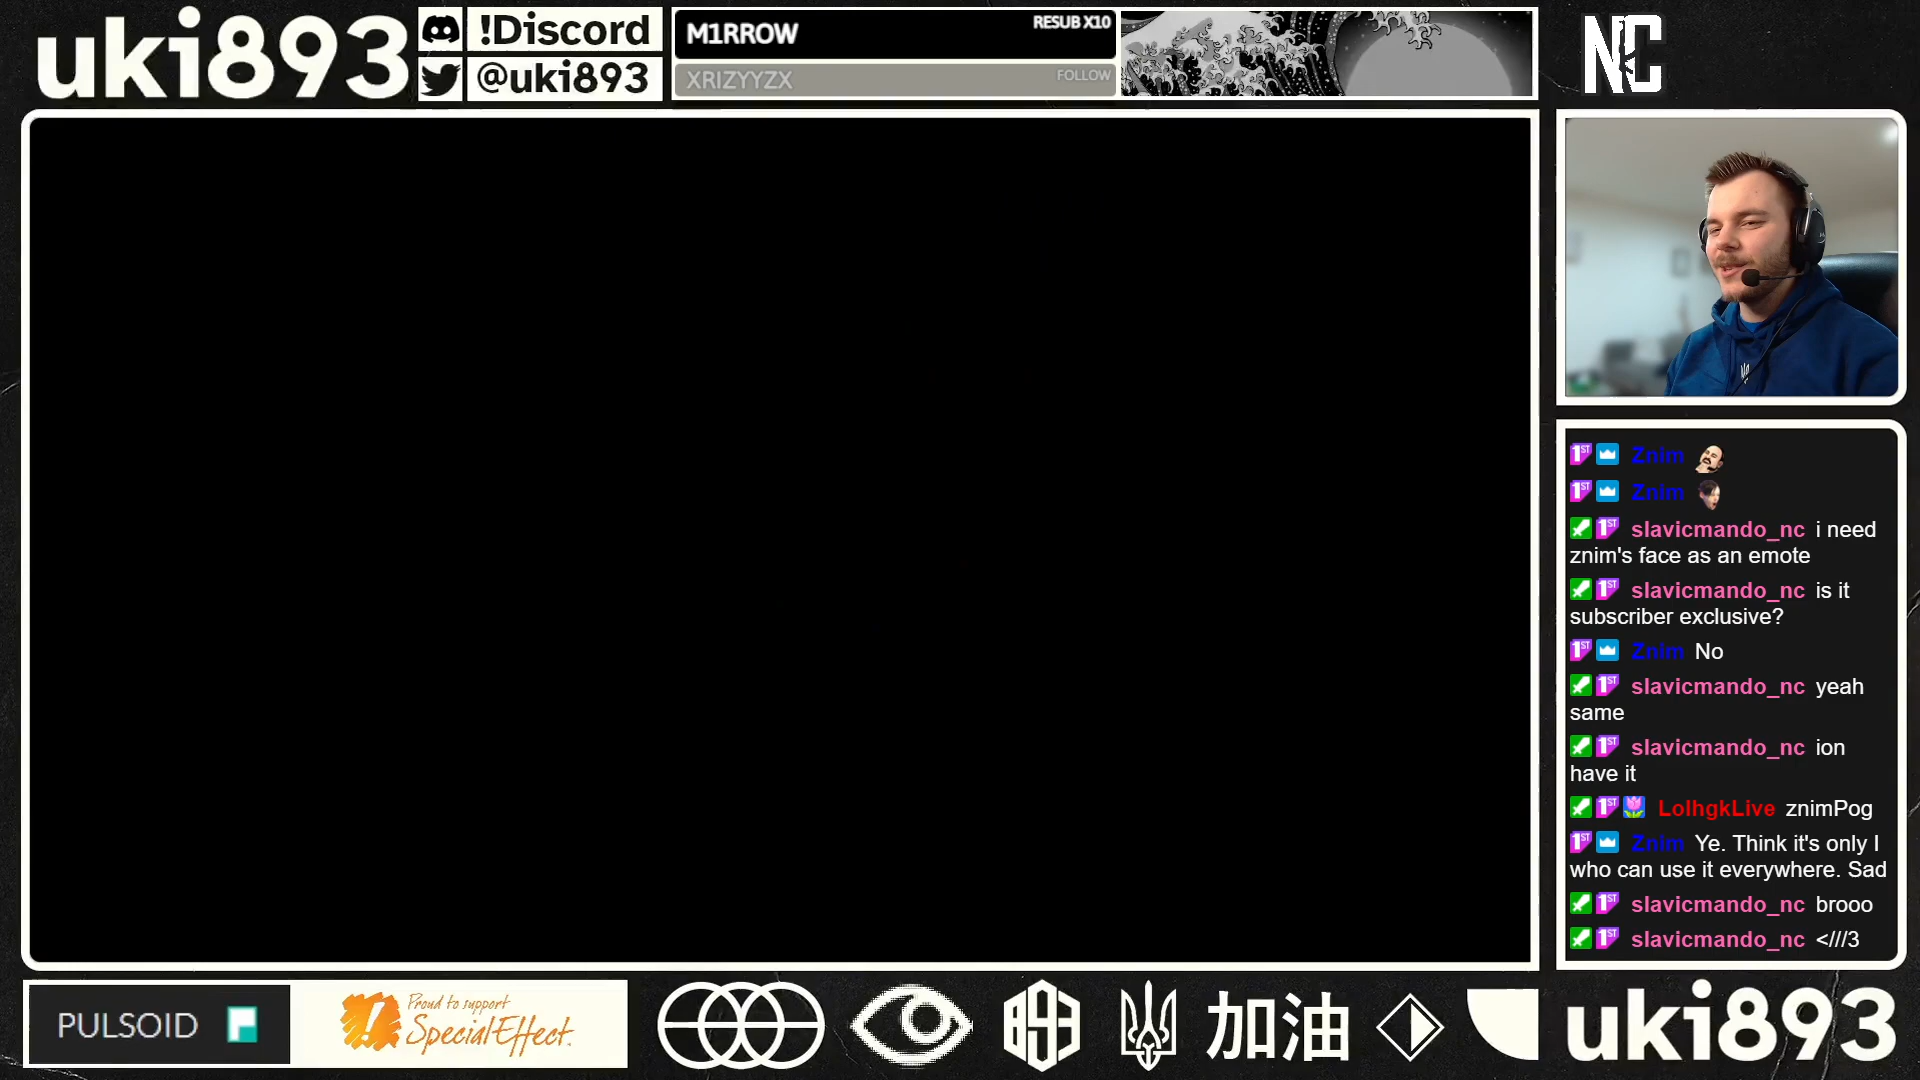 uki893
!Discord
@uki893
M1RROW
RESUB X10
XRIZYYZX
FOLLOW
NC
Znim
Znim
slavicmando_nc i need
znim's face as an emote
slavicmando_nc is it
subscriber exclusive?
Znim No
slavicmando_nc yeah
same
slavicmando_nc ion
have it
LolhgkLive znimPog
Znim Ye. Think it's only I
who can use it everywhere. Sad
slavicmando_nc brooo
slavicmando_nc <///3
PULSOID
Proud to support
SpecialEffect.
893
加油
uki893